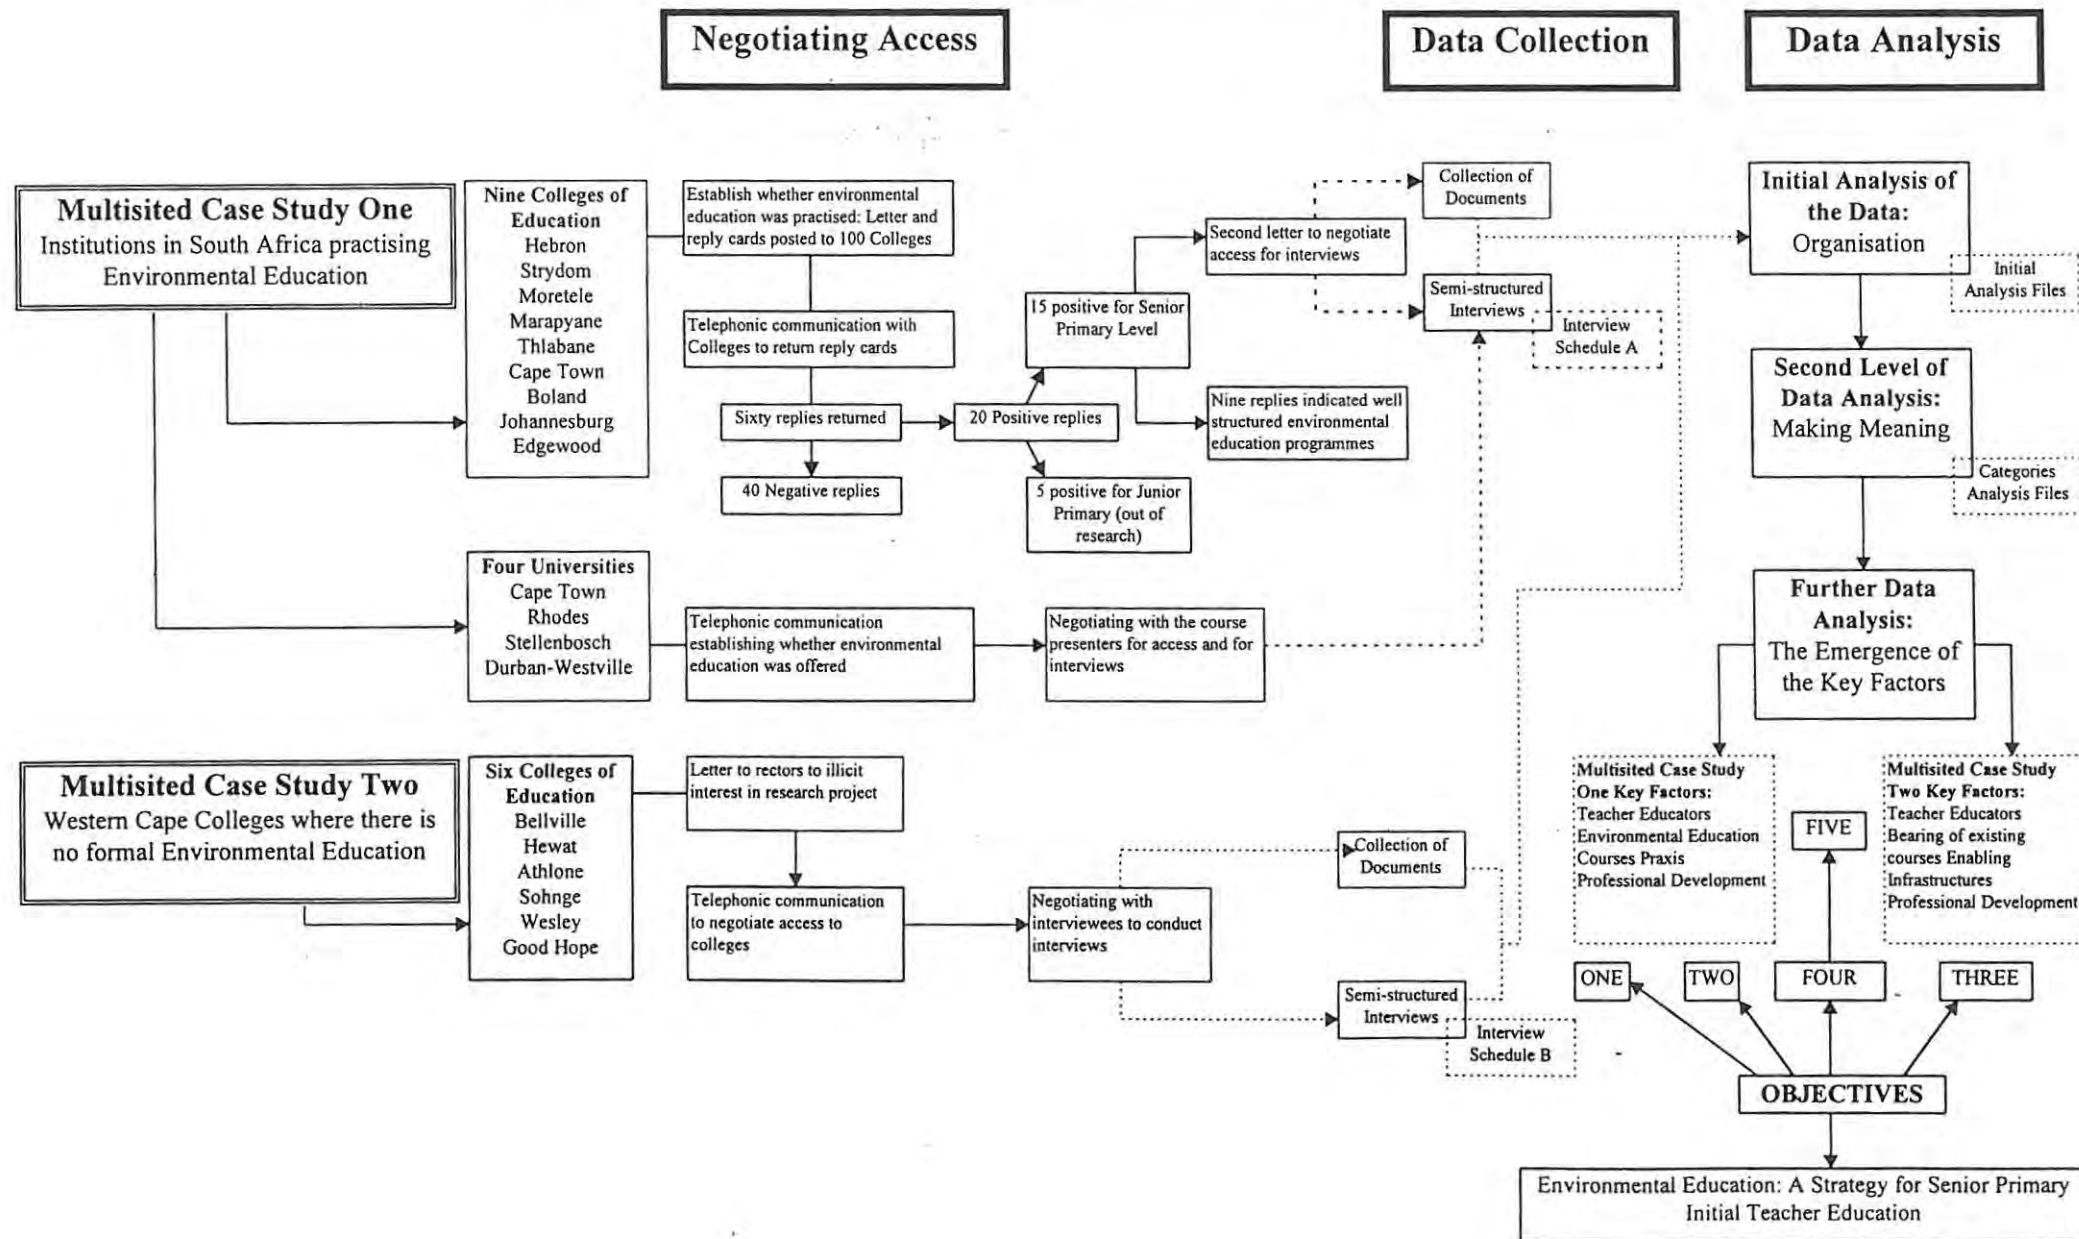 Negotiating Access
Data Collection
Data Analysis
Multisited Case Study One
Institutions in South Africa practising
Environmental Education
Nine Colleges of
Education
Hebron
Strydom
Moretele
Marapyane
Thlabane
Cape Town
Boland
Johannesburg
Edgewood
Establish whether environmental
education was practised: Letter and
reply cards posted to 100 Colleges
Telephonic communication with
Colleges to return reply cards
Sixty replies returned
40 Negative replies
20 Positive replies
15 positive for Senior
Primary Level
5 positive for Junior
Primary (out of
research)
Second letter to negotiate
access for interviews
Nine replies indicated well
structured environmental
education programmes
Collection of
Documents
Semi-structured
Interviews
Interview
Schedule A
Initial Analysis of
the Data:
Organisation
Initial
Analysis Files
Second Level of
Data Analysis:
Making Meaning
Categories
Analysis Files
Four Universities
Cape Town
Rhodes
Stellenbosch
Durban-Westville
Telephonic communication
establishing whether environmental
education was offered
Negotiating with the course
presenters for access and for
interviews
Further Data
Analysis:
The Emergence of
the Key Factors
Multisited Case Study Two
Western Cape Colleges where there is
no formal Environmental Education
Six Colleges of
Education
Bellville
Hewat
Athlone
Sohnge
Wesley
Good Hope
Letter to rectors to illicit
interest in research project
Telephonic communication
to negotiate access to
colleges
Negotiating with
interviewees to conduct
interviews
Collection of
Documents
Semi-structured
Interviews
Interview
Schedule B
Multisited Case Study
One Key Factors:
Teacher Educators
Environmental Education
Courses Praxis
Professional Development
FIVE
Multisited Case Study
Two Key Factors:
Teacher Educators
Bearing of existing
courses Enabling
Infrastructures
Professional Development
ONE
TWO
FOUR
THREE
OBJECTIVES
Environmental Education: A Strategy for Senior Primary
Initial Teacher Education